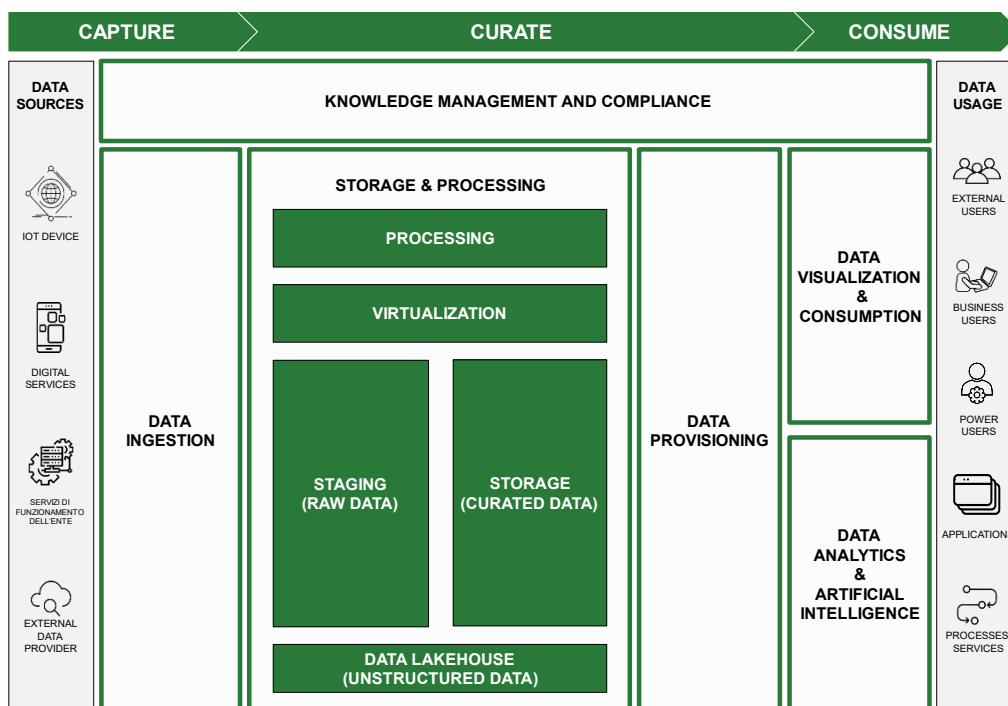 CAPTURE
CURATE
CONSUME
DATA
SOURCES
IOT DEVICE
DIGITAL
SERVICES
SERVIZI DI
FUNZIONAMENTO
DELL'ENTE
EXTERNAL
DATA
PROVIDER
KNOWLEDGE MANAGEMENT AND COMPLIANCE
DATA
INGESTION
STORAGE & PROCESSING
PROCESSING
VIRTUALIZATION
STAGING
(RAW DATA)
STORAGE
(CURATED DATA)
DATA LAKEHOUSE
(UNSTRUCTURED DATA)
DATA
PROVISIONING
DATA
VISUALIZATION
&
CONSUMPTION
DATA
ANALYTICS
&
ARTIFICIAL
INTELLIGENCE
DATA
USAGE
EXTERNAL
USERS
BUSINESS
USERS
POWER
USERS
APPLICATION
PROCESSES
SERVICES